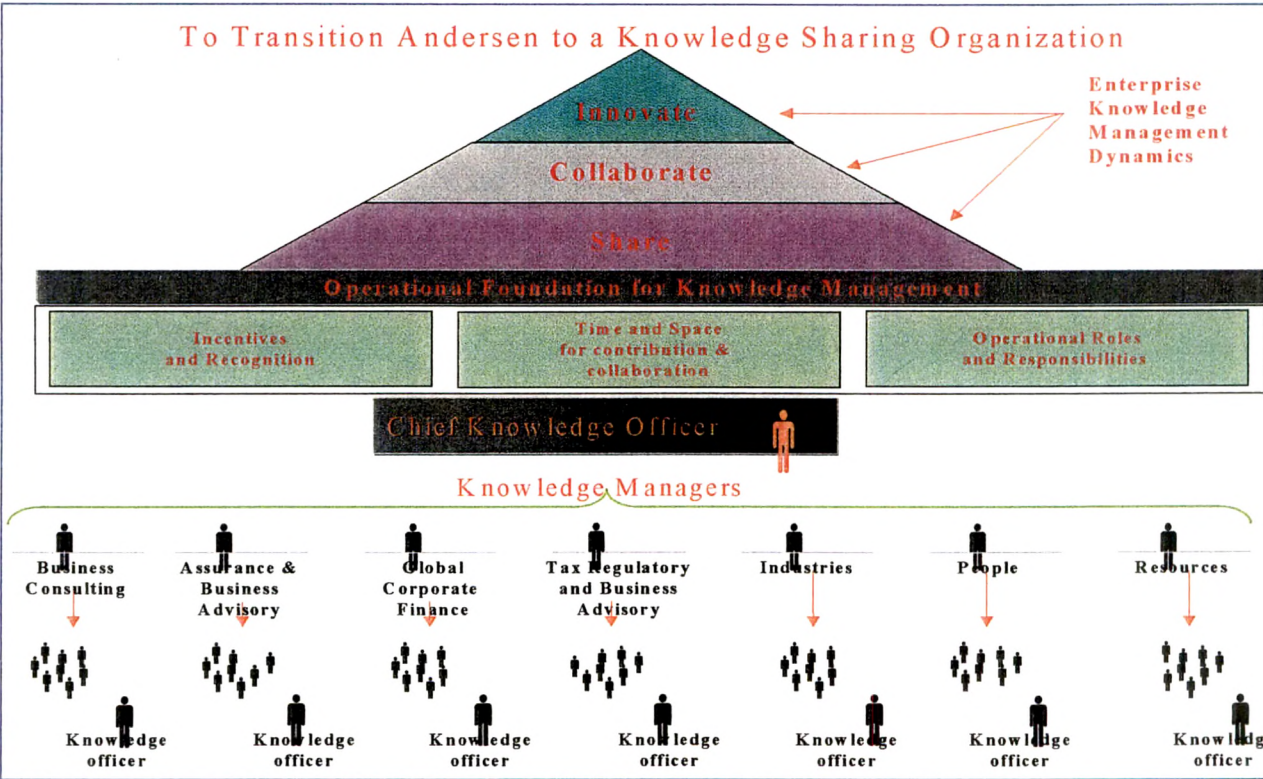 To Transition Andersen to a Knowledge Sharing Organization
Enterprise
Knowledge
Management
Dynamics
Innovate
Collaborate
Share
Operational Foundation for Knowledge Management
Incentives
and Recognition
Time and Space
for contribution &
collaboration
Operational Roles
and Responsibilities
Chief Knowledge Officer
Knowledge Managers
Business
Consulting
Assurance &
Business
Advisory
Global
Corporate
Finance
Tax Regulatory
and Business
Advisory
Industries
People
Resources
Knowledge
officer
Knowledge
officer
Knowledge
officer
Knowledge
officer
Knowledge
officer
Knowledge
officer
Knowledge
officer